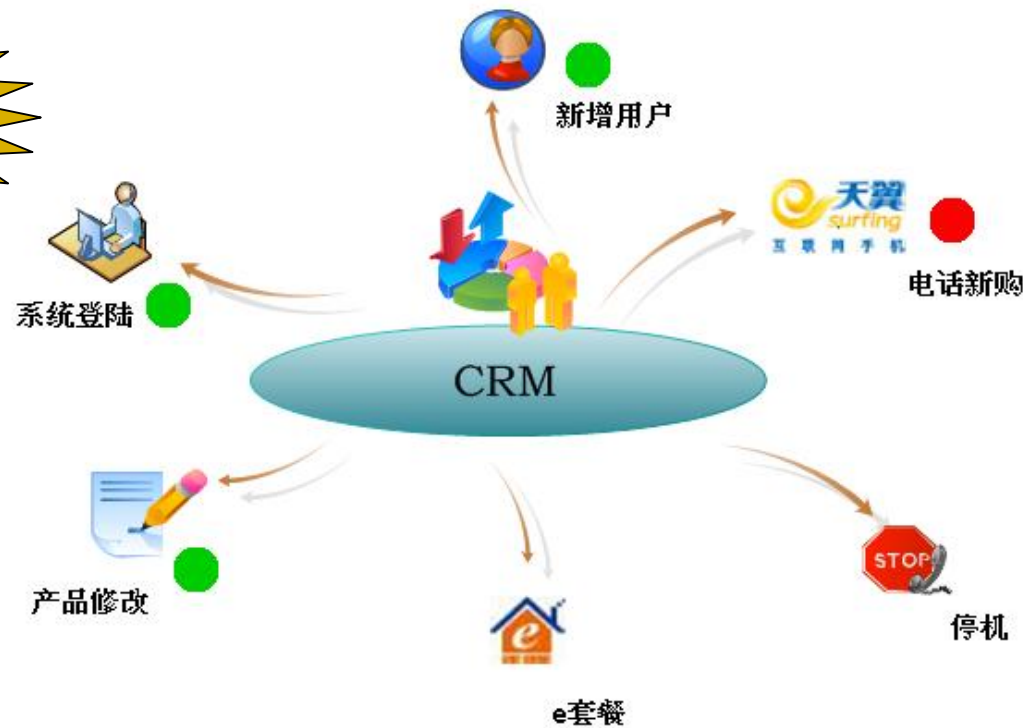 新增用户
天翼
surfing
互联网手机
电话新购
系统登陆
CRM
产品修改
STOP
停机
e
e套餐